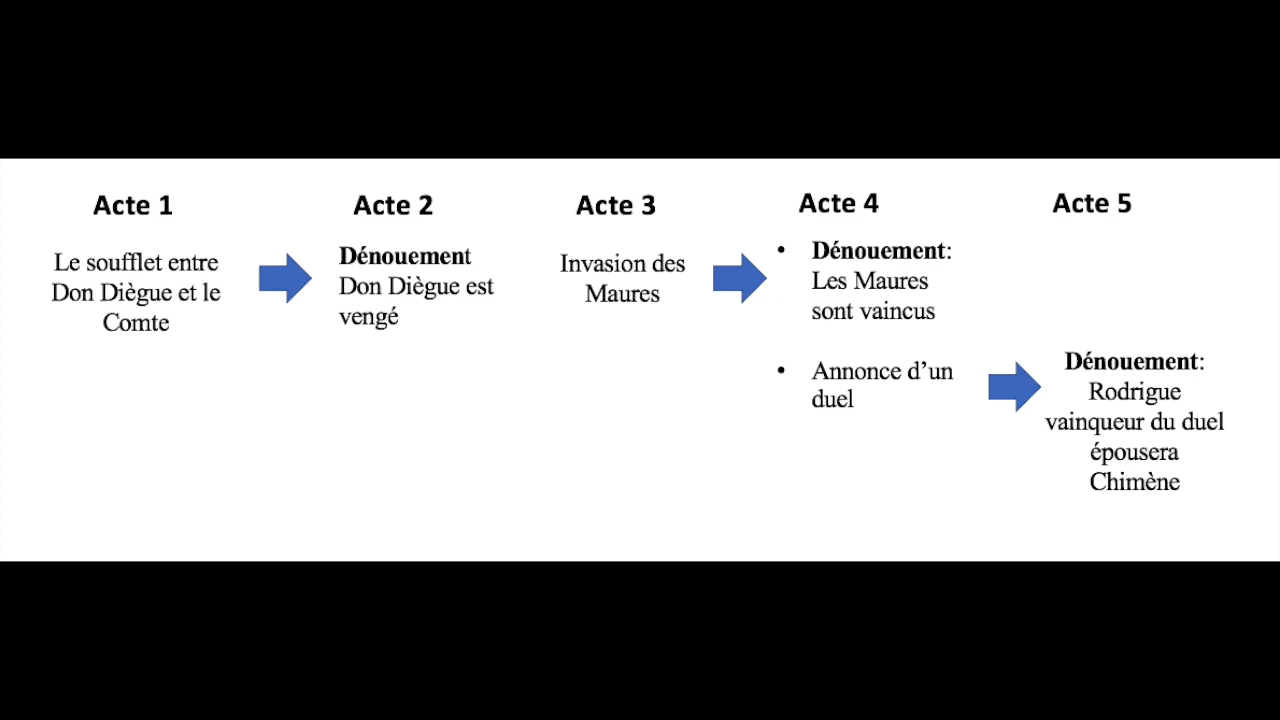 Acte 1
Le soufflet entre
Don Diègue et le
Comte
Acte 2
Dénouement
Don Diègue est
vengé
Acte 3
Invasion des
Maures
Acte 4
• Dénouement:
Les Maures
sont vaincus
• Annonce d’un
duel
Acte 5
Dénouement:
Rodrigue
vainqueur du duel
épousera
Chimène